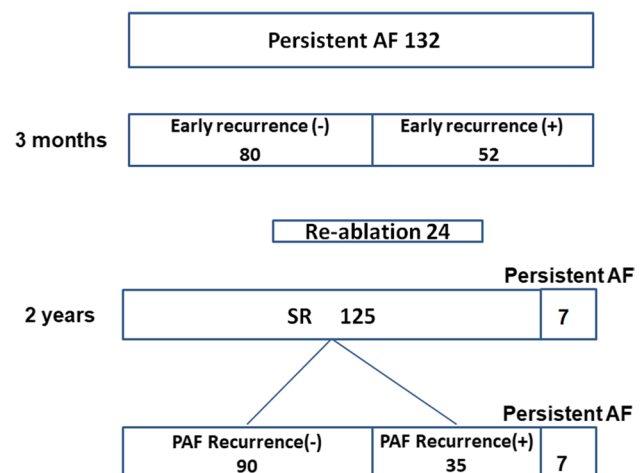 Persistent AF 132
3 months
Early recurrence (-)
80
Early recurrence (+)
52
Re-ablation 24
Persistent AF
2 years
SR 125
7
Persistent AF
PAF Recurrence(-)
90
PAF Recurrence(+)
35
7